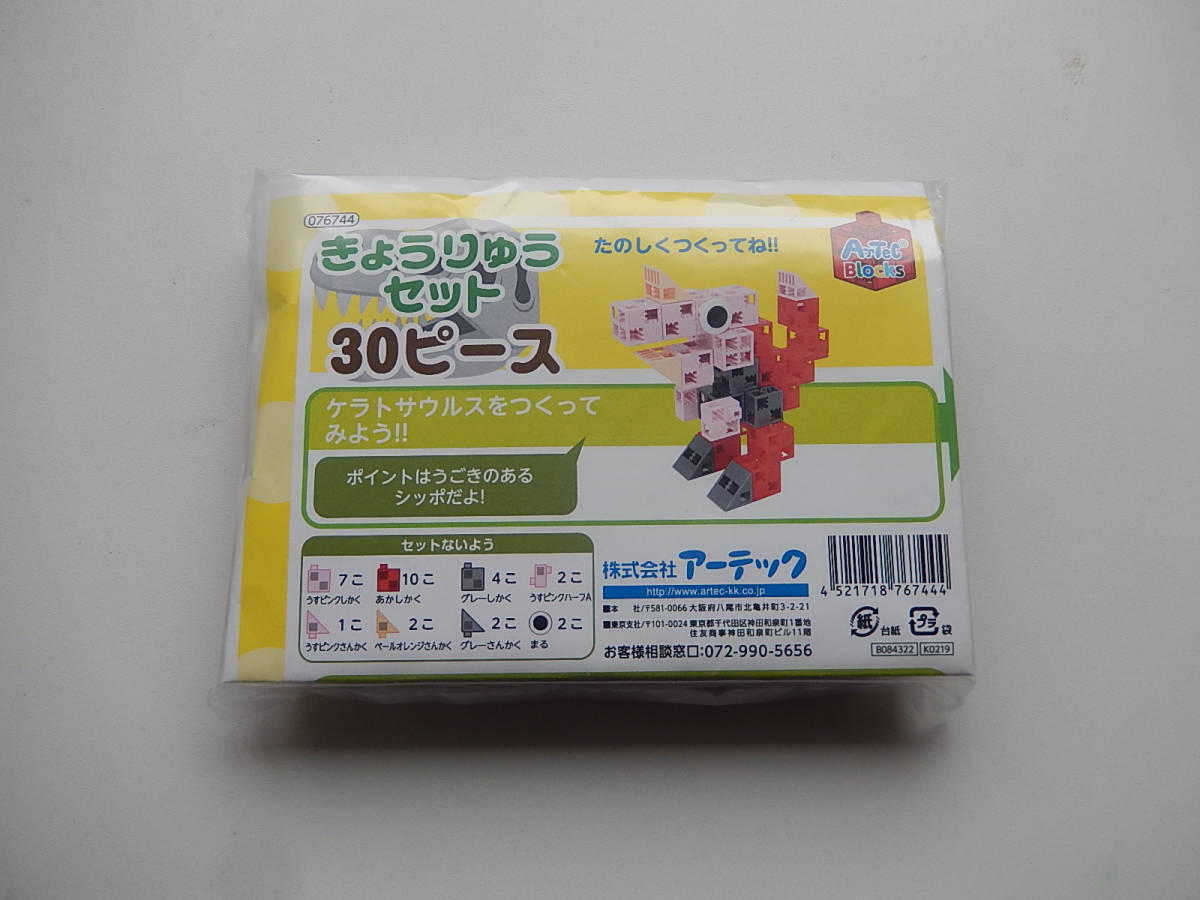 076744
きょうりゅう
セット
30ピース
たのしくつくってね!!
ArTeC
Blocks
ケラトサウルスをつくって
みよう!!
ポイントはうごきのある
シッポだよ!
セットないよう
7こ
うすピンクしかく
10こ
あかしかく
4こ
グレーしかく
2こ
うすピンクハーフA
1こ
うすピンクさんかく
2こ
ペールオレンジさんかく
2こ
グレーさんかく
2こ
まる
株式会社 アーテック
http://www.artec-kk.co.jp
■本 社/〒581-0066 大阪府八尾市北亀井町3-2-21
■東京支社/〒101-0024 東京都千代田区神田和泉町1番地
住友商事神田和泉町ビル11階
お客様相談窓口:072-990-5656
4 521718 767444
紙 台紙 プラ 袋
B084322 K0219